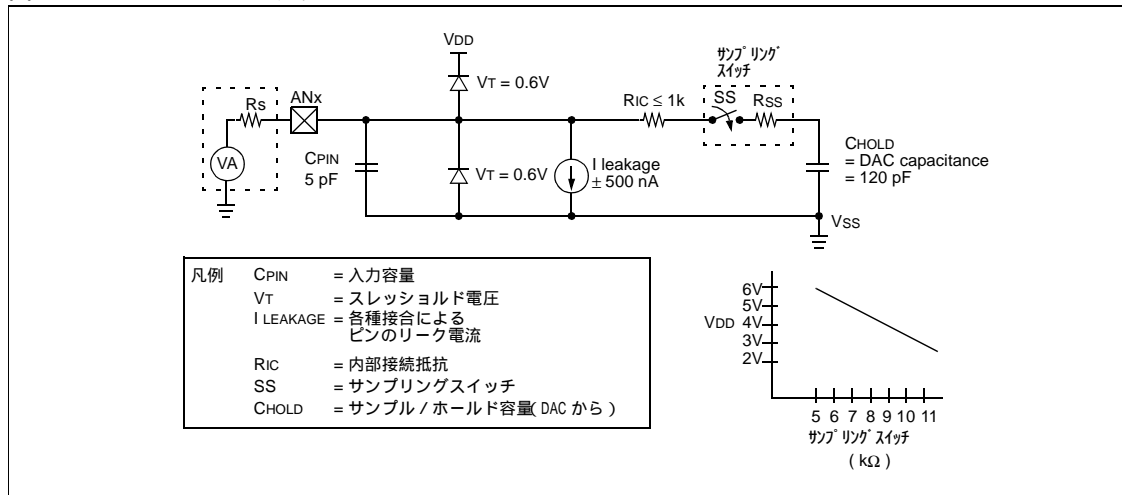 VDD
サンプリング
スイッチ
VT = 0.6V
RIC ≤ 1k
SS
RSS
RS
ANx
VA
CPIN
5 pF
VT = 0.6V
I leakage
± 500 nA
CHOLD
= DAC capacitance
= 120 pF
VSS
凡例 CPIN = 入力容量
VT = スレッショルド電圧
I LEAKAGE = 各種接合による
ピンのリーク電流
RIC = 内部接続抵抗
SS = サンプリングスイッチ
CHOLD = サンプル / ホールド容量( DAC から )
6V
5V
VDD 4V
3V
2V
5 6 7 8 9 10 11
サンプリングスイッチ
( kΩ )